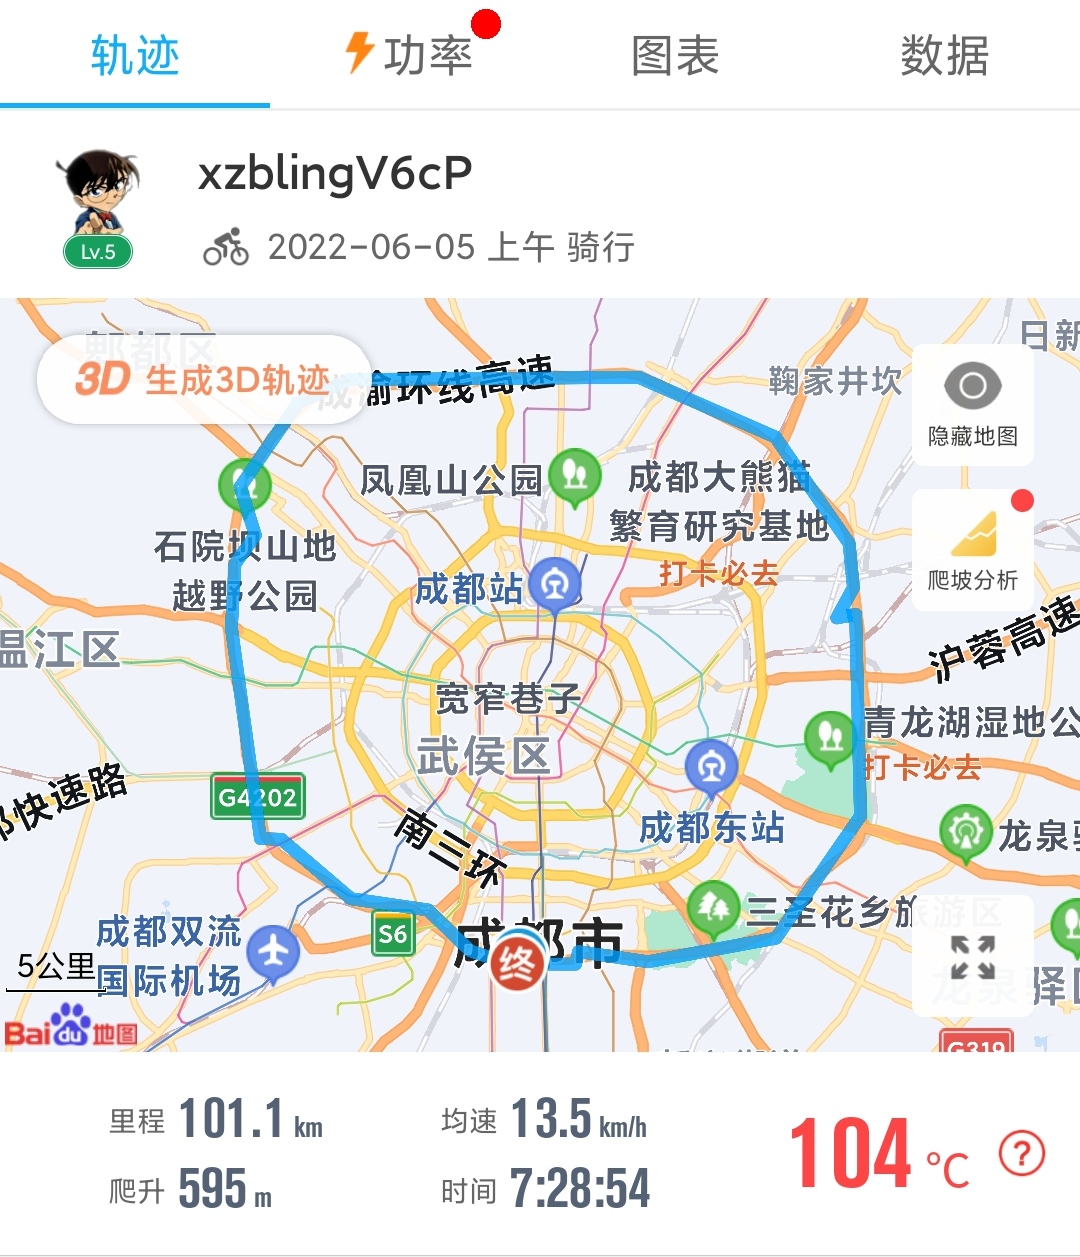 轨迹
功率
图表
数据
xzblingV6cP
Lv.5
2022-06-05 上午 骑行
郫都区
日新
3D 生成3D轨迹
成渝环线高速
鞠家井坎
隐藏地图
凤凰山公园
成都大熊猫
繁育研究基地
打卡必去
石院坝山地
越野公园
成都站
爬坡分析
温江区
沪蓉高速
宽窄巷子
青龙湖湿地公
打卡必去
武侯区
G4202
快速路
南三环
成都东站
龙泉
三圣花乡旅游区
成都双流
国际机场
S6
成都市
终
5公里
龙泉驿区
Bai du 地图
G319
里程 101.1 km
均速 13.5 km/h
爬升 595 m
时间 7:28:54
104 ℃
?